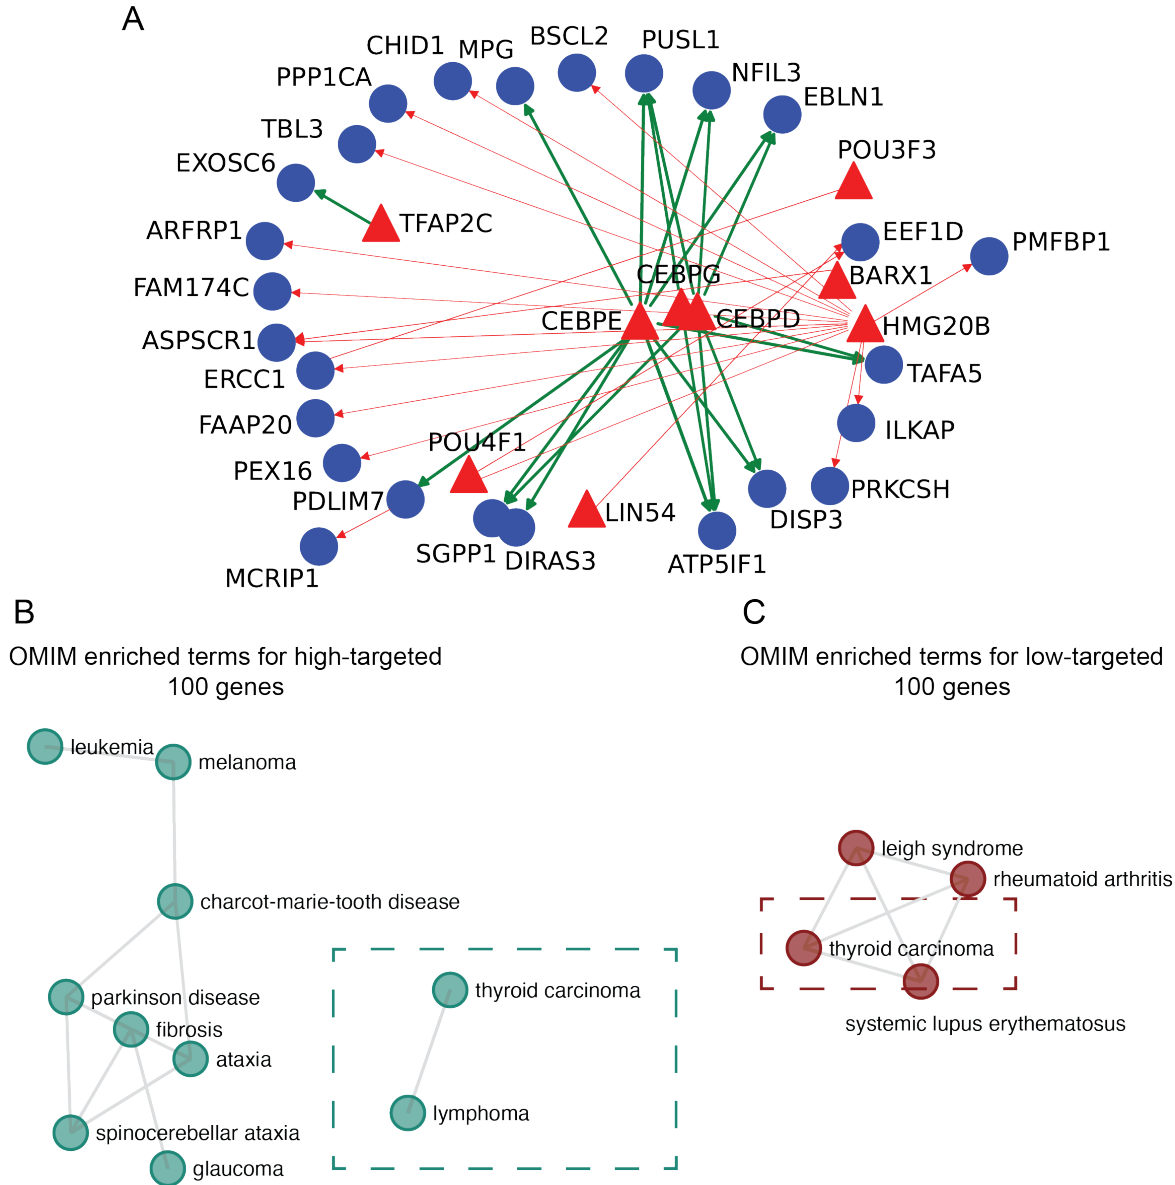 A
BSCL2
PUSL1
CHID1
MPG
NFIL3
PPP1CA
EBLN1
TBL3
POU3F3
EXOSC6
TFAP2C
ARFRP1
EEF1D
PMFBP1
CEBPG
BARX1
FAM174C
CEBPE
CEBPD
HMG20B
ASPSCR1
ERCC1
TAFA5
FAAP20
ILKAP
POU4F1
PEX16
PDLIM7
LIN54
PRKCSH
DISP3
SGPP1
DIRAS3
ATP5IF1
MCRIP1
B
OMIM enriched terms for high-targeted
100 genes
leukemia
melanoma
charcot-marie-tooth disease
parkinson disease
fibrosis
ataxia
spinocerebellar ataxia
glaucoma
thyroid carcinoma
lymphoma
C
OMIM enriched terms for low-targeted
100 genes
leigh syndrome
rheumatoid arthritis
thyroid carcinoma
systemic lupus erythematosus